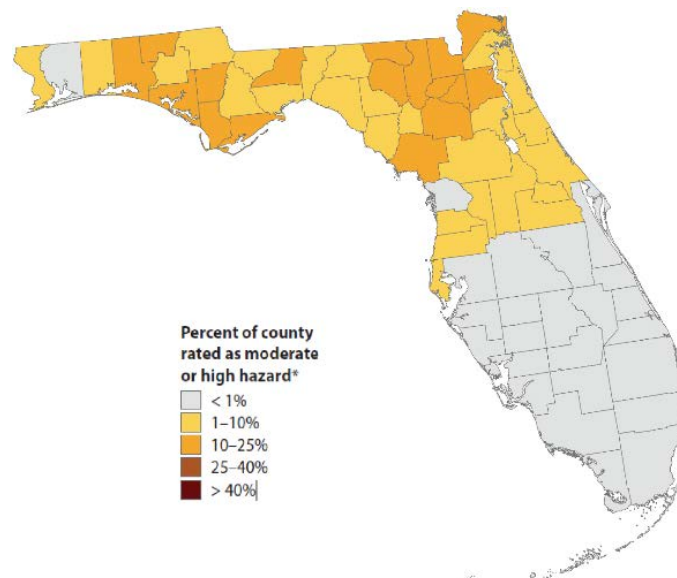 Percent of county
rated as moderate
or high hazard*
< 1%
1–10%
10–25%
25–40%
> 40%